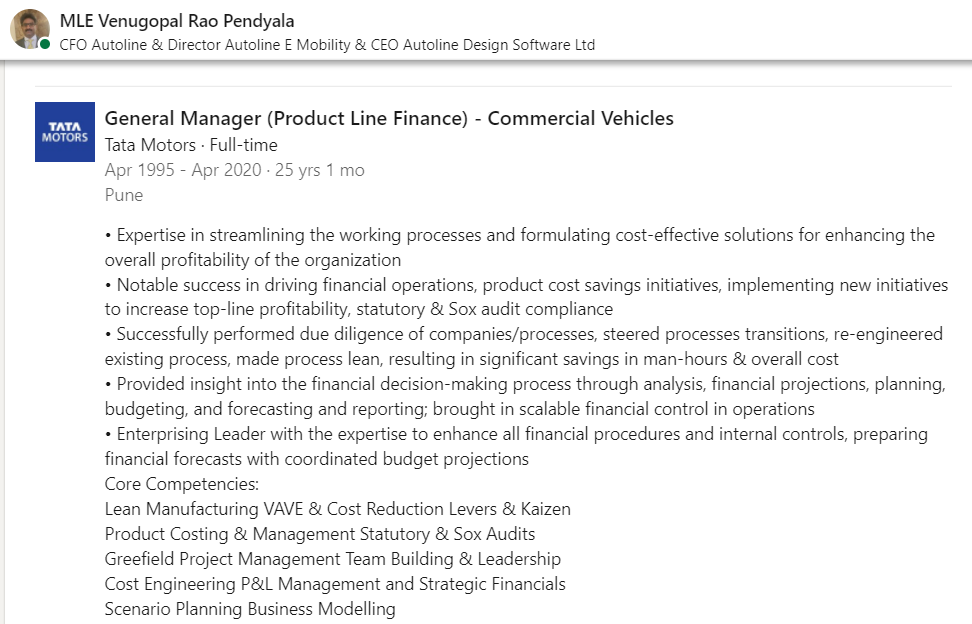 MLE Venugopal Rao Pendyala
CFO Autoline & Director Autoline E Mobility & CEO Autoline Design Software Ltd
TATA
MOTORS
General Manager (Product Line Finance) - Commercial Vehicles
Tata Motors · Full-time
Apr 1995 - Apr 2020 · 25 yrs 1 mo
Pune
• Expertise in streamlining the working processes and formulating cost-effective solutions for enhancing the
overall profitability of the organization
• Notable success in driving financial operations, product cost savings initiatives, implementing new initiatives
to increase top-line profitability, statutory & Sox audit compliance
• Successfully performed due diligence of companies/processes, steered processes transitions, re-engineered
existing process, made process lean, resulting in significant savings in man-hours & overall cost
• Provided insight into the financial decision-making process through analysis, financial projections, planning,
budgeting, and forecasting and reporting; brought in scalable financial control in operations
• Enterprising Leader with the expertise to enhance all financial procedures and internal controls, preparing
financial forecasts with coordinated budget projections
Core Competencies:
Lean Manufacturing VAVE & Cost Reduction Levers & Kaizen
Product Costing & Management Statutory & Sox Audits
Greefield Project Management Team Building & Leadership
Cost Engineering P&L Management and Strategic Financials
Scenario Planning Business Modelling